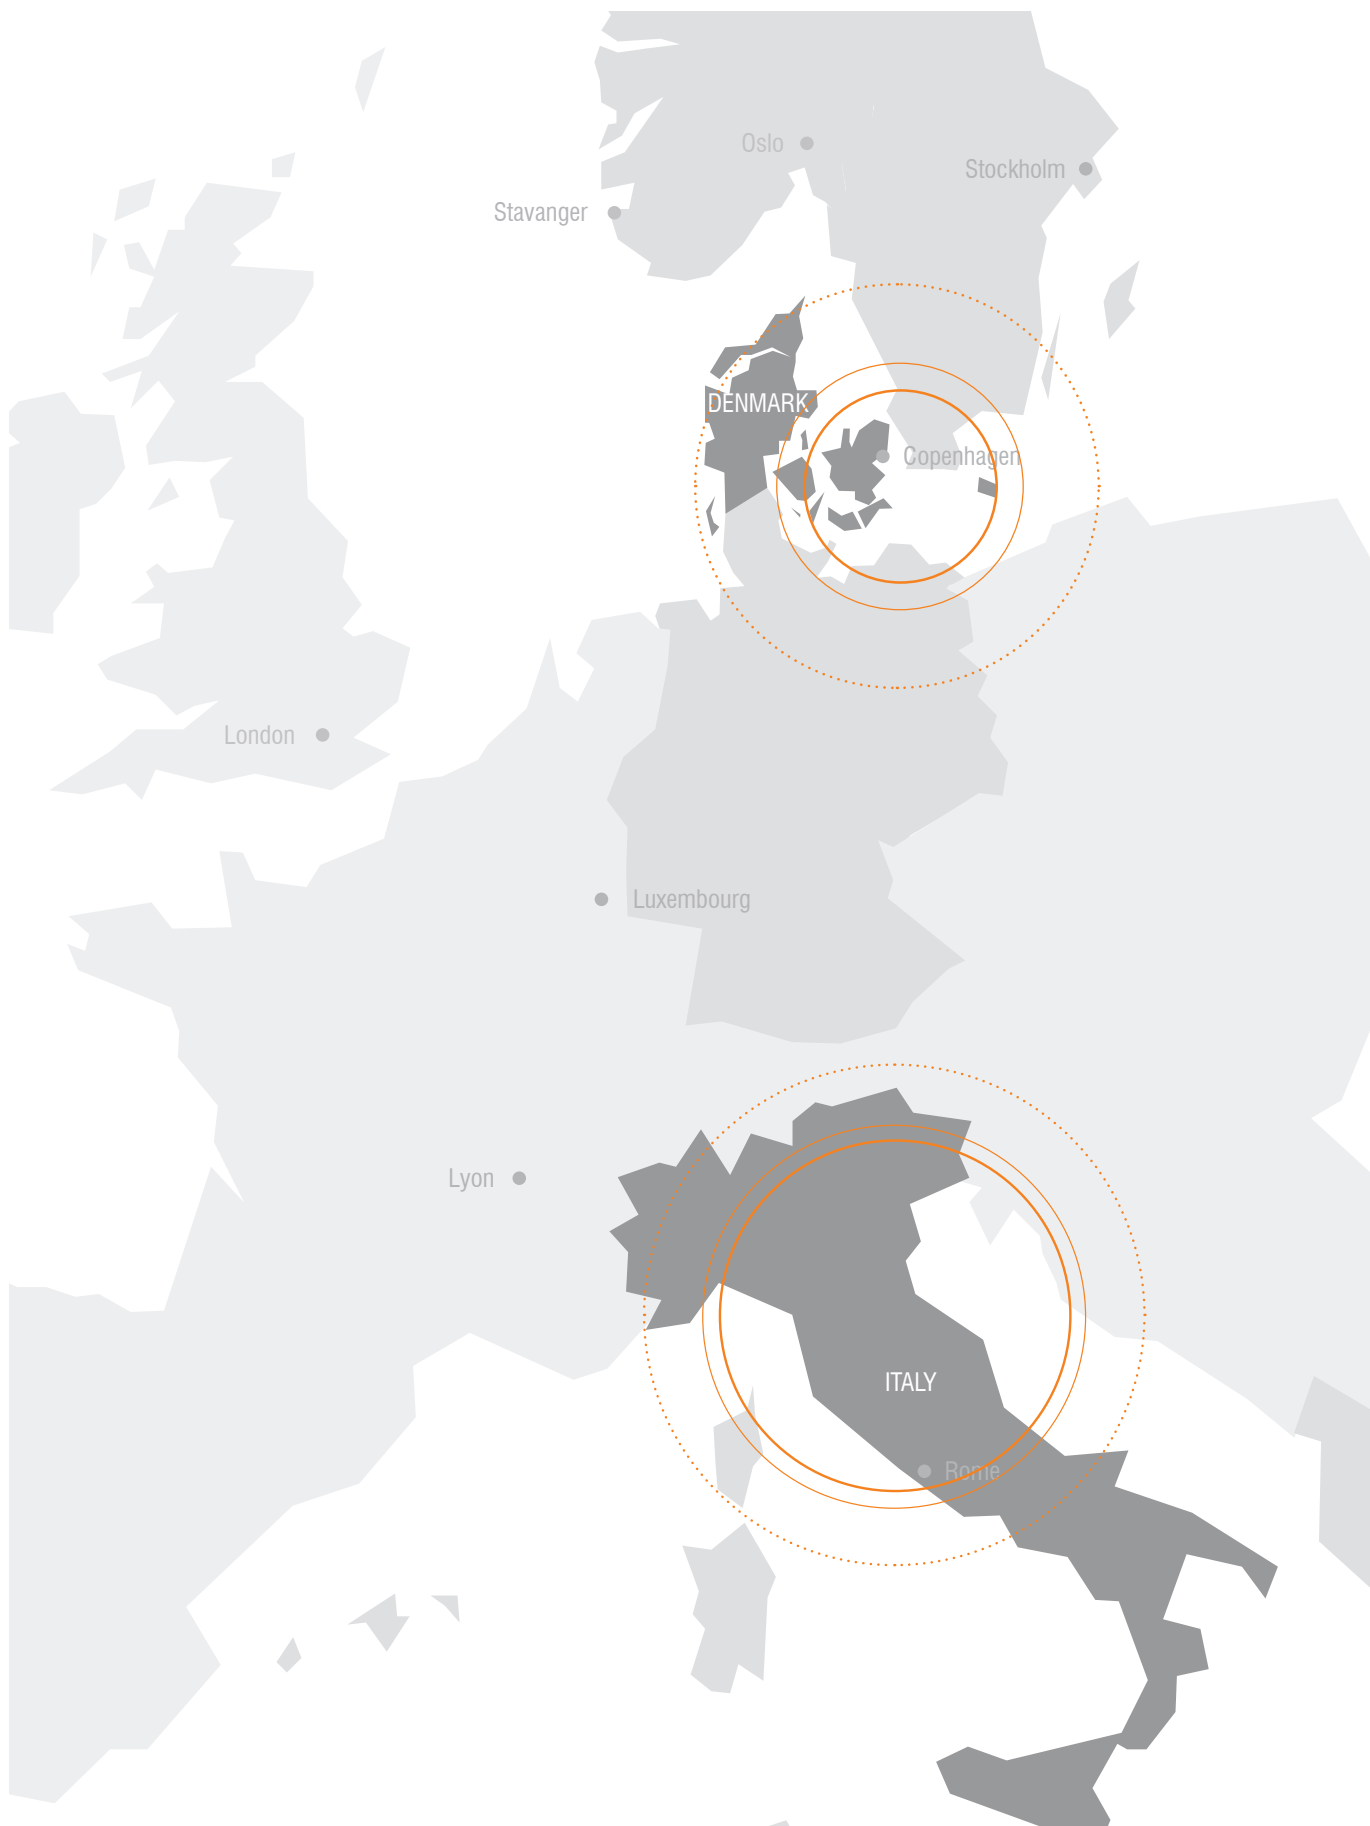 Oslo
Stockholm
Stavanger
DENMARK
Copenhagen
London
Luxembourg
Lyon
ITALY
Rome